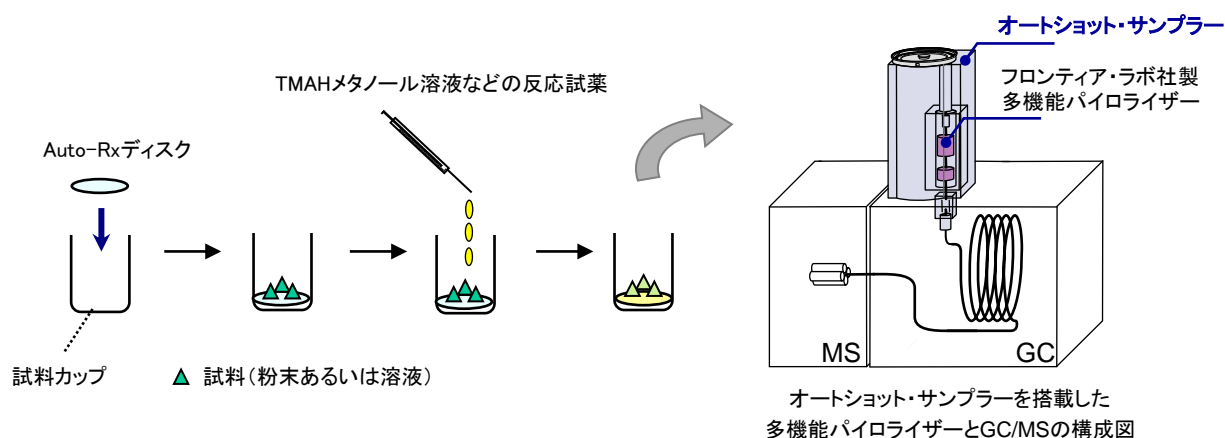 オートショット・サンプラー
フロンティア・ラボ社製
多機能パイロライザー
TMAHメタノール溶液などの反応試薬
Auto-Rxディスク
試料カップ
試料（粉末あるいは溶液）
MS
GC
オートショット・サンプラーを搭載した
多機能パイロライザーとGC/MSの構成図